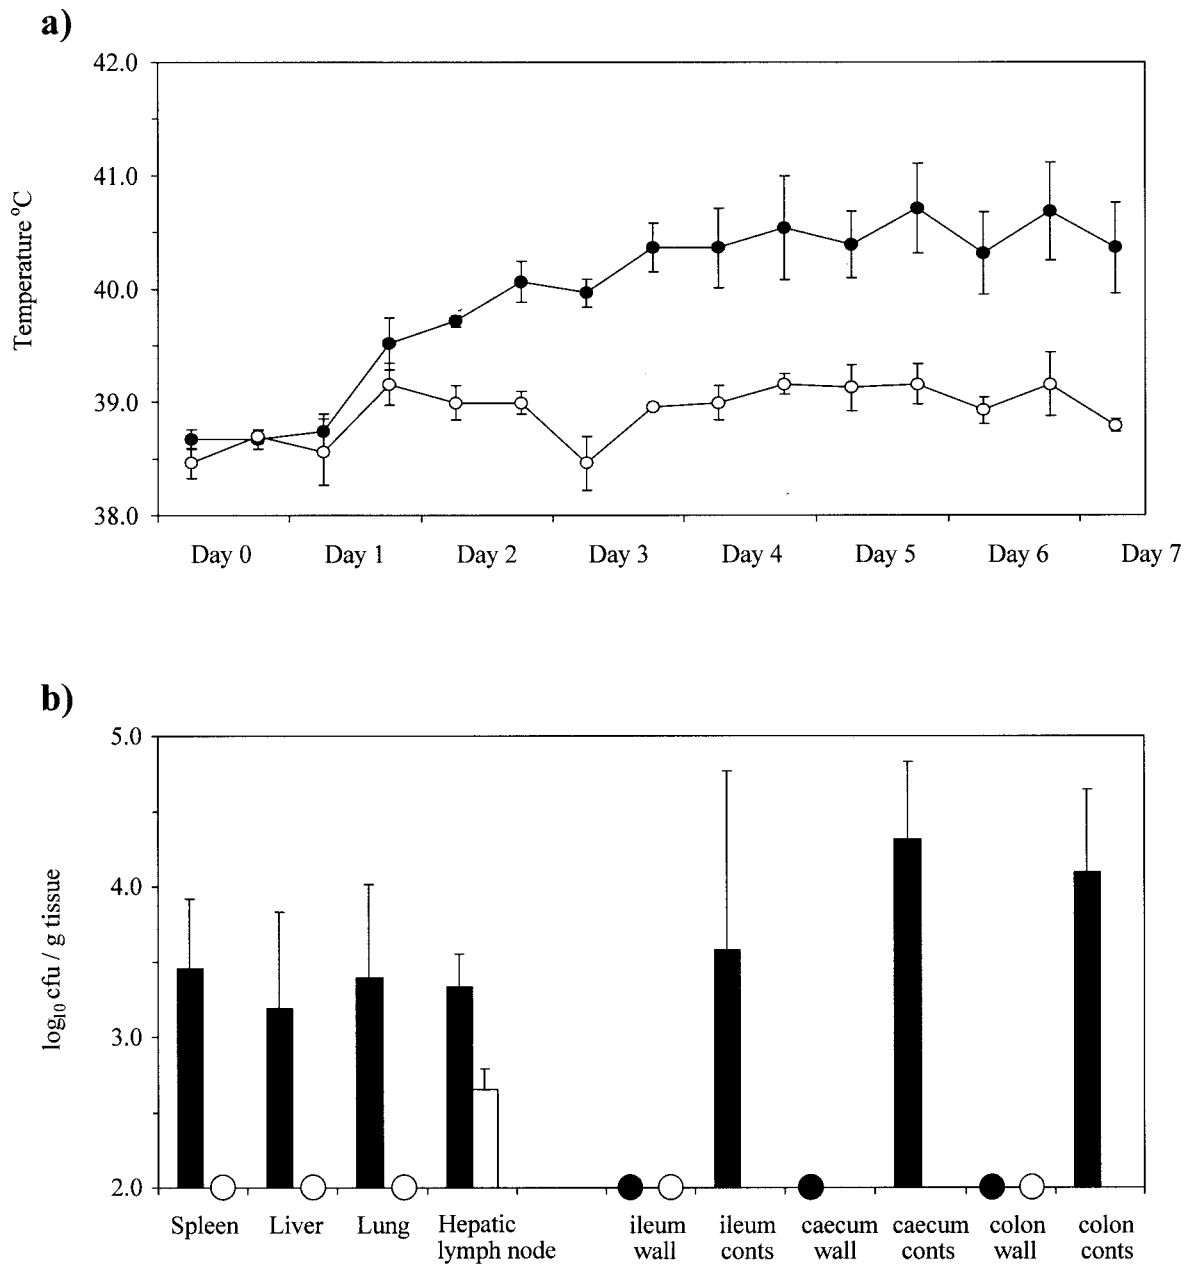 a)
42.0
41.0
40.0
39.0
38.0
Temperature °C
Day 0 Day 1 Day 2 Day 3 Day 4 Day 5 Day 6 Day 7
b)
5.0
4.0
3.0
2.0
log10 cfu / g tissue
Spleen Liver Lung Hepatic ileum ileum caecum caecum colon colon
lymph node wall conts wall conts wall conts